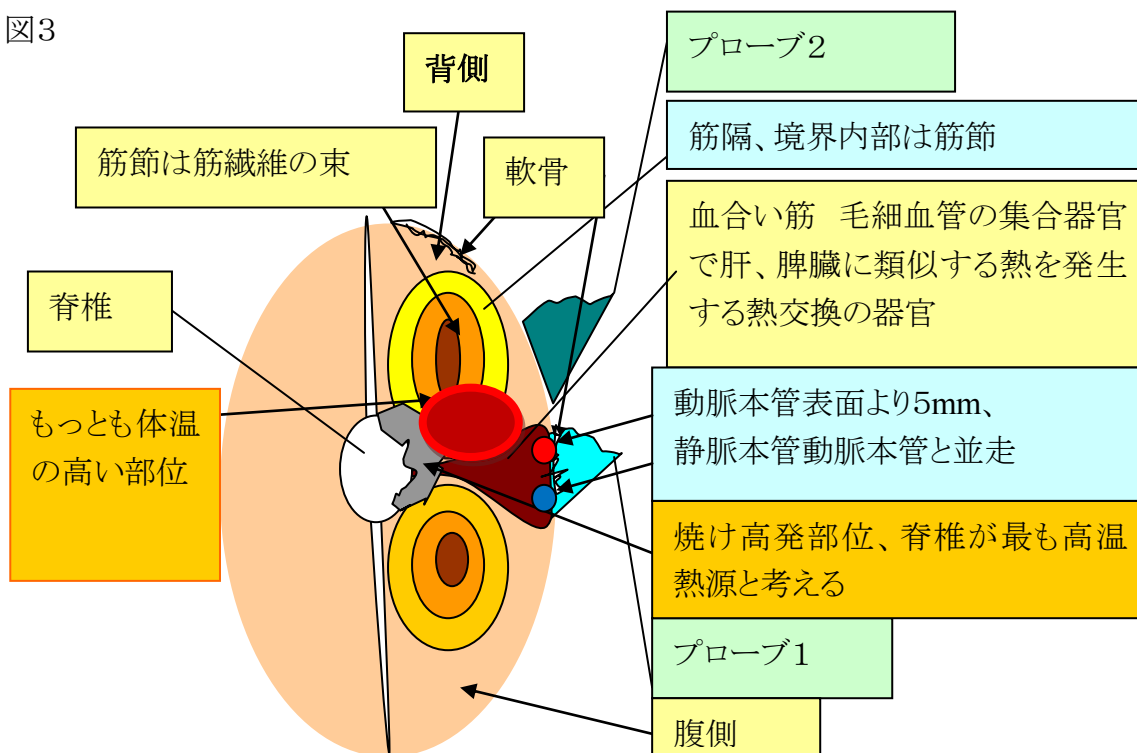 図3
プローブ2
背側
筋隔、境界内部は筋節
筋節は筋繊維の束
軟骨
血合い筋 毛細血管の集合器官
で肝、脾臓に類似する熱を発生
する熱交換の器官
脊椎
もっとも体温
の高い部位
動脈本管表面より5mm、
静脈本管動脈本管と並走
焼け高発部位、脊椎が最も高温
熱源と考える
プローブ1
腹側